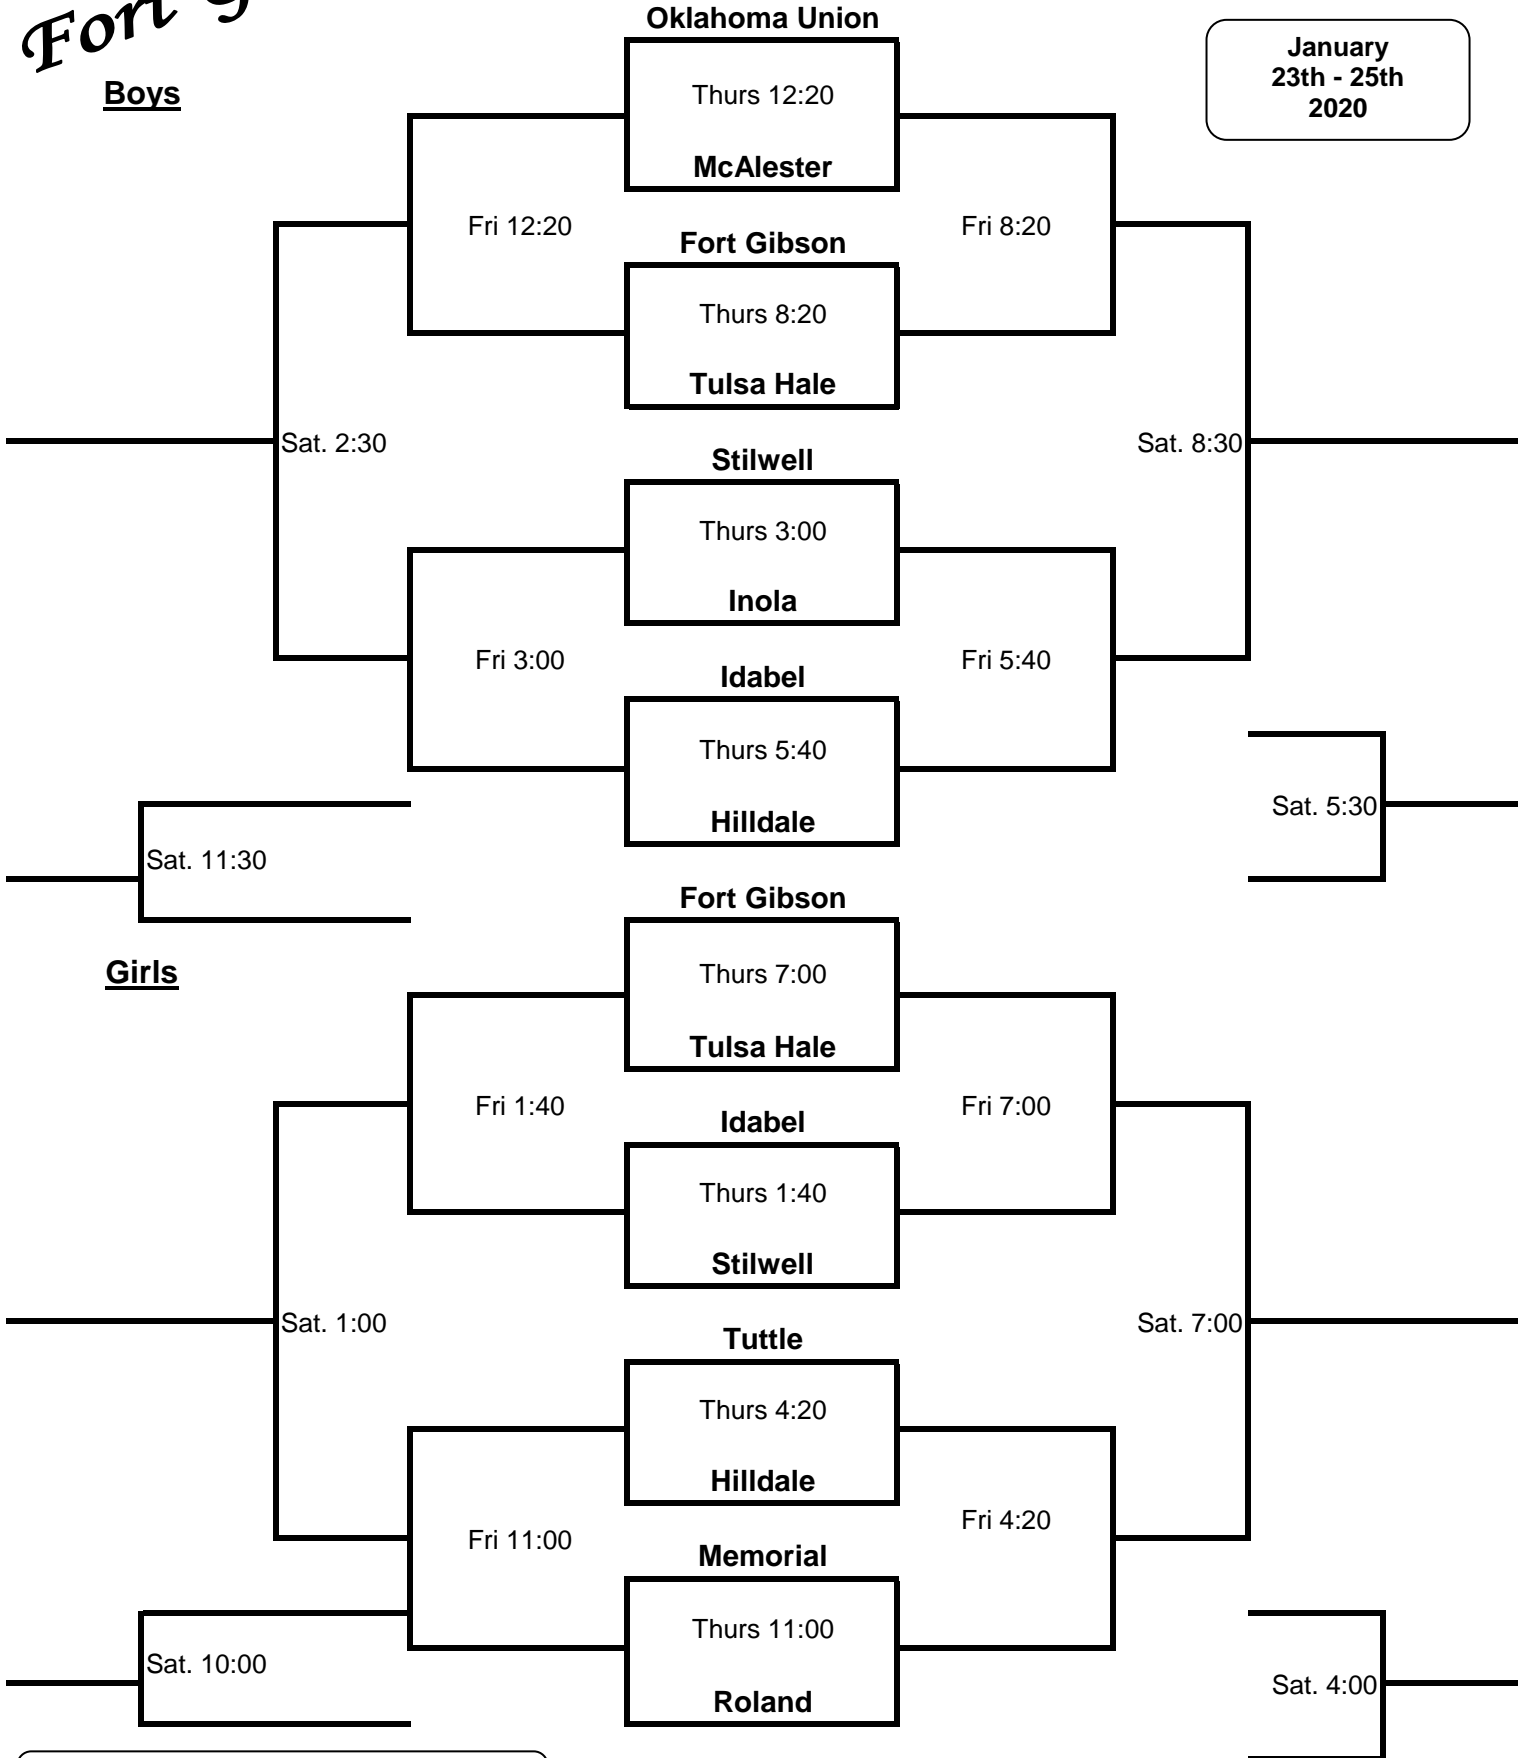 Fort
Boys
January
23th - 25th
2020
Oklahoma Union
Thurs 12:20
McAlester
Fri 12:20
Fri 8:20
Fort Gibson
Thurs 8:20
Tulsa Hale
Sat. 2:30
Sat. 8:30
Stilwell
Thurs 3:00
Inola
Fri 3:00
Fri 5:40
Idabel
Thurs 5:40
Hilldale
Sat. 5:30
Sat. 11:30
Fort Gibson
Girls
Thurs 7:00
Tulsa Hale
Fri 1:40
Fri 7:00
Idabel
Thurs 1:40
Stilwell
Sat. 1:00
Sat. 7:00
Tuttle
Thurs 4:20
Hilldale
Fri 11:00
Fri 4:20
Memorial
Thurs 11:00
Roland
Sat. 10:00
Sat. 4:00